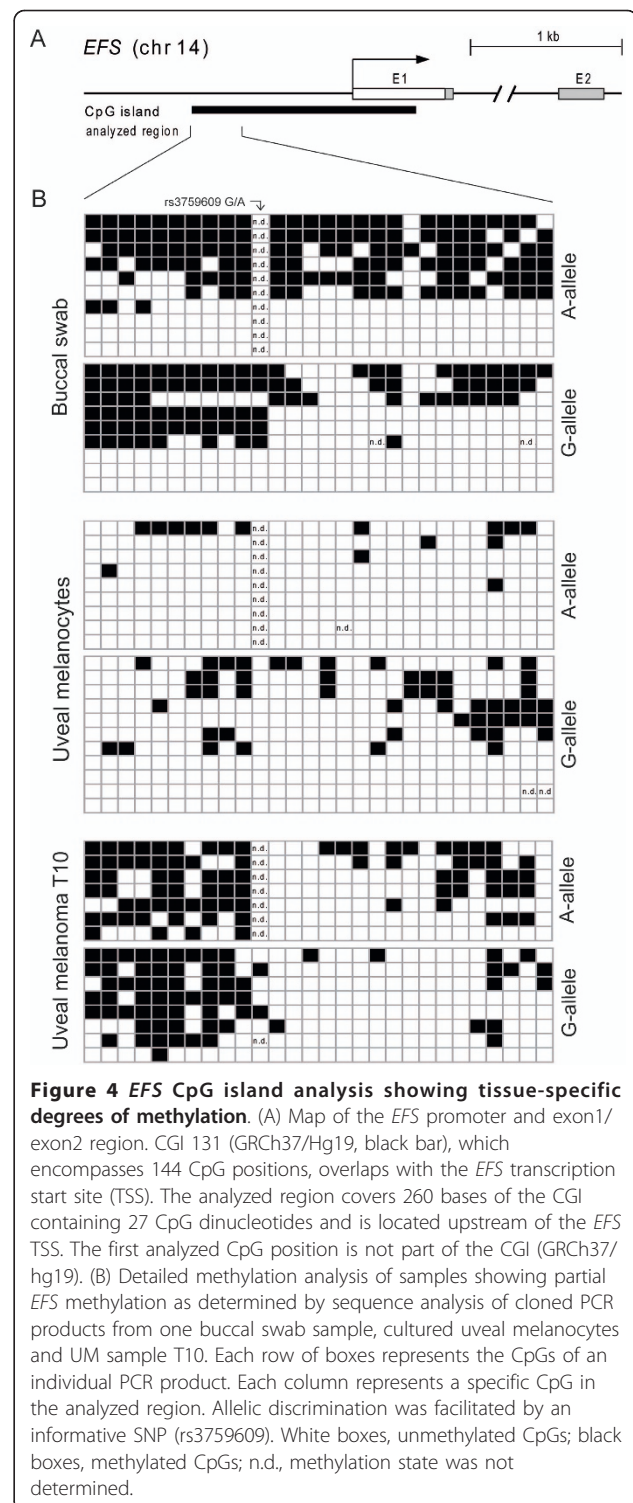 A
EFS (chr 14)
1 kb
E1
E2
CpG island
analyzed region
B
rs3759609 G/A
Buccal swab
n.d.
n.d.
n.d.
n.d.
n.d.
n.d.
n.d.
n.d.
n.d.
n.d.
A-allele
n.d.
n.d
G-allele
Uveal melanocytes
n.d.
n.d.
n.d.
n.d.
n.d.
n.d.
n.d.
n.d. n.d.
n.d.
A-allele
n.d. n.d
G-allele
Uveal melanoma T10
n.d.
n.d.
n.d.
n.d.
n.d.
n.d.
n.d.
A-allele
n.d.
G-allele
Figure 4 EFS CpG island analysis showing tissue-specific
degrees of methylation. (A) Map of the EFS promoter and exon1/
exon2 region. CGI 131 (GRCh37/Hg19, black bar), which
encompasses 144 CpG positions, overlaps with the EFS transcription
start site (TSS). The analyzed region covers 260 bases of the CGI
containing 27 CpG dinucleotides and is located upstream of the EFS
TSS. The first analyzed CpG position is not part of the CGI (GRCh37/
hg19). (B) Detailed methylation analysis of samples showing partial
EFS methylation as determined by sequence analysis of cloned PCR
products from one buccal swab sample, cultured uveal melanocytes
and UM sample T10. Each row of boxes represents the CpGs of an
individual PCR product. Each column represents a specific CpG in
the analyzed region. Allelic discrimination was facilitated by an
informative SNP (rs3759609). White boxes, unmethylated CpGs; black
boxes, methylated CpGs; n.d., methylation state was not
determined.